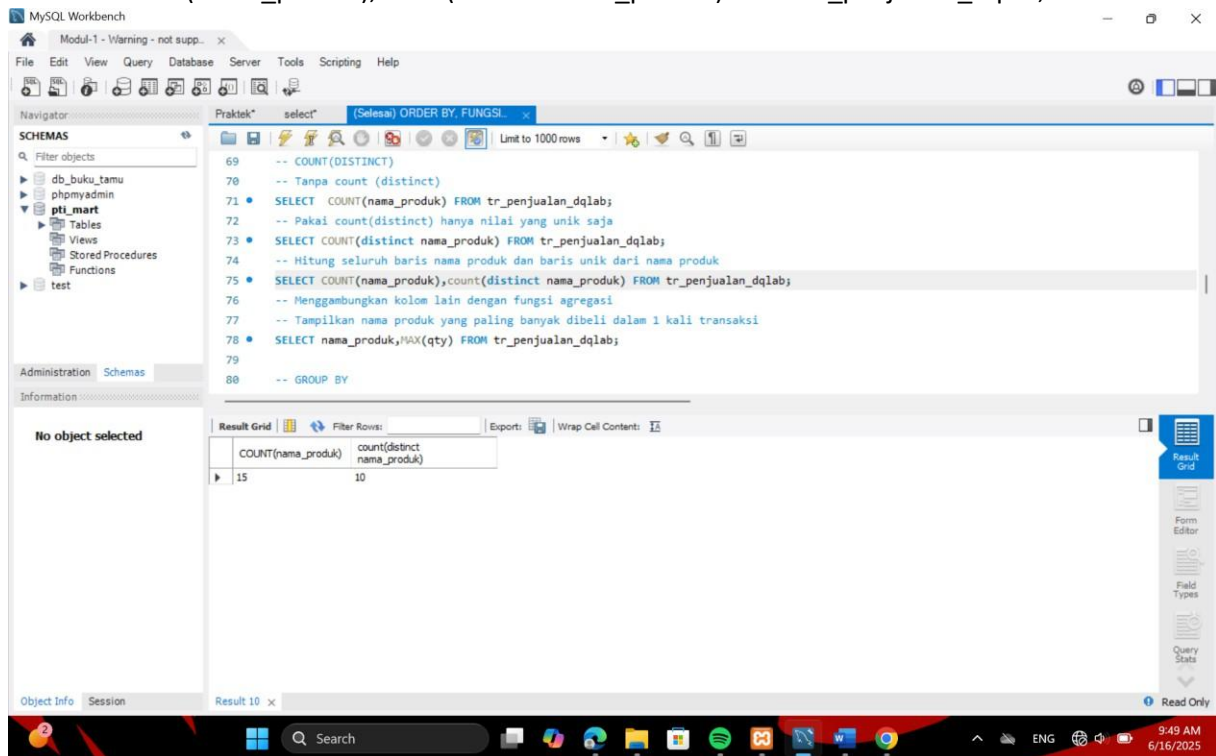 MySQL Workbench
Modul-1 - Warning - not supp..
File Edit View Query Database Server Tools Scripting Help
Navigator
Praktek*
select*
(Selesai) ORDER BY, FUNGSI..
SCHEMAS
Filter objects
db_buku_tamu
phpmyadmin
pti_mart
Tables
Views
Stored Procedures
Functions
test
Administration Schemas
Information
No object selected
Object Info Session
Limit to 1000 rows
69 -- COUNT(DISTINCT)
70 -- Tanpa count (distinct)
71 SELECT COUNT(nama_produk) FROM tr_penjualan_dqlab;
72 -- Pakai count(distinct) hanya nilai yang unik saja
73 SELECT COUNT(distinct nama_produk) FROM tr_penjualan_dqlab;
74 -- Hitung seluruh baris nama produk dan baris unik dari nama produk
75 SELECT COUNT(nama_produk),count(distinct nama_produk) FROM tr_penjualan_dqlab;
76 -- Menggambungkan kolom lain dengan fungsi agregasi
77 -- Tampilkan nama produk yang paling banyak dibeli dalam 1 kali transaksi
78 SELECT nama_produk,MAX(qty) FROM tr_penjualan_dqlab;
79
80 -- GROUP BY
Result Grid Filter Rows: Export: Wrap Cell Content:
COUNT(nama_produk) count(distinct
nama_produk)
15 10
Result
Grid
Form
Editor
Field
Types
Query
Stats
Result 10
Read Only
2
Search
ENG
9:49 AM
6/16/2025